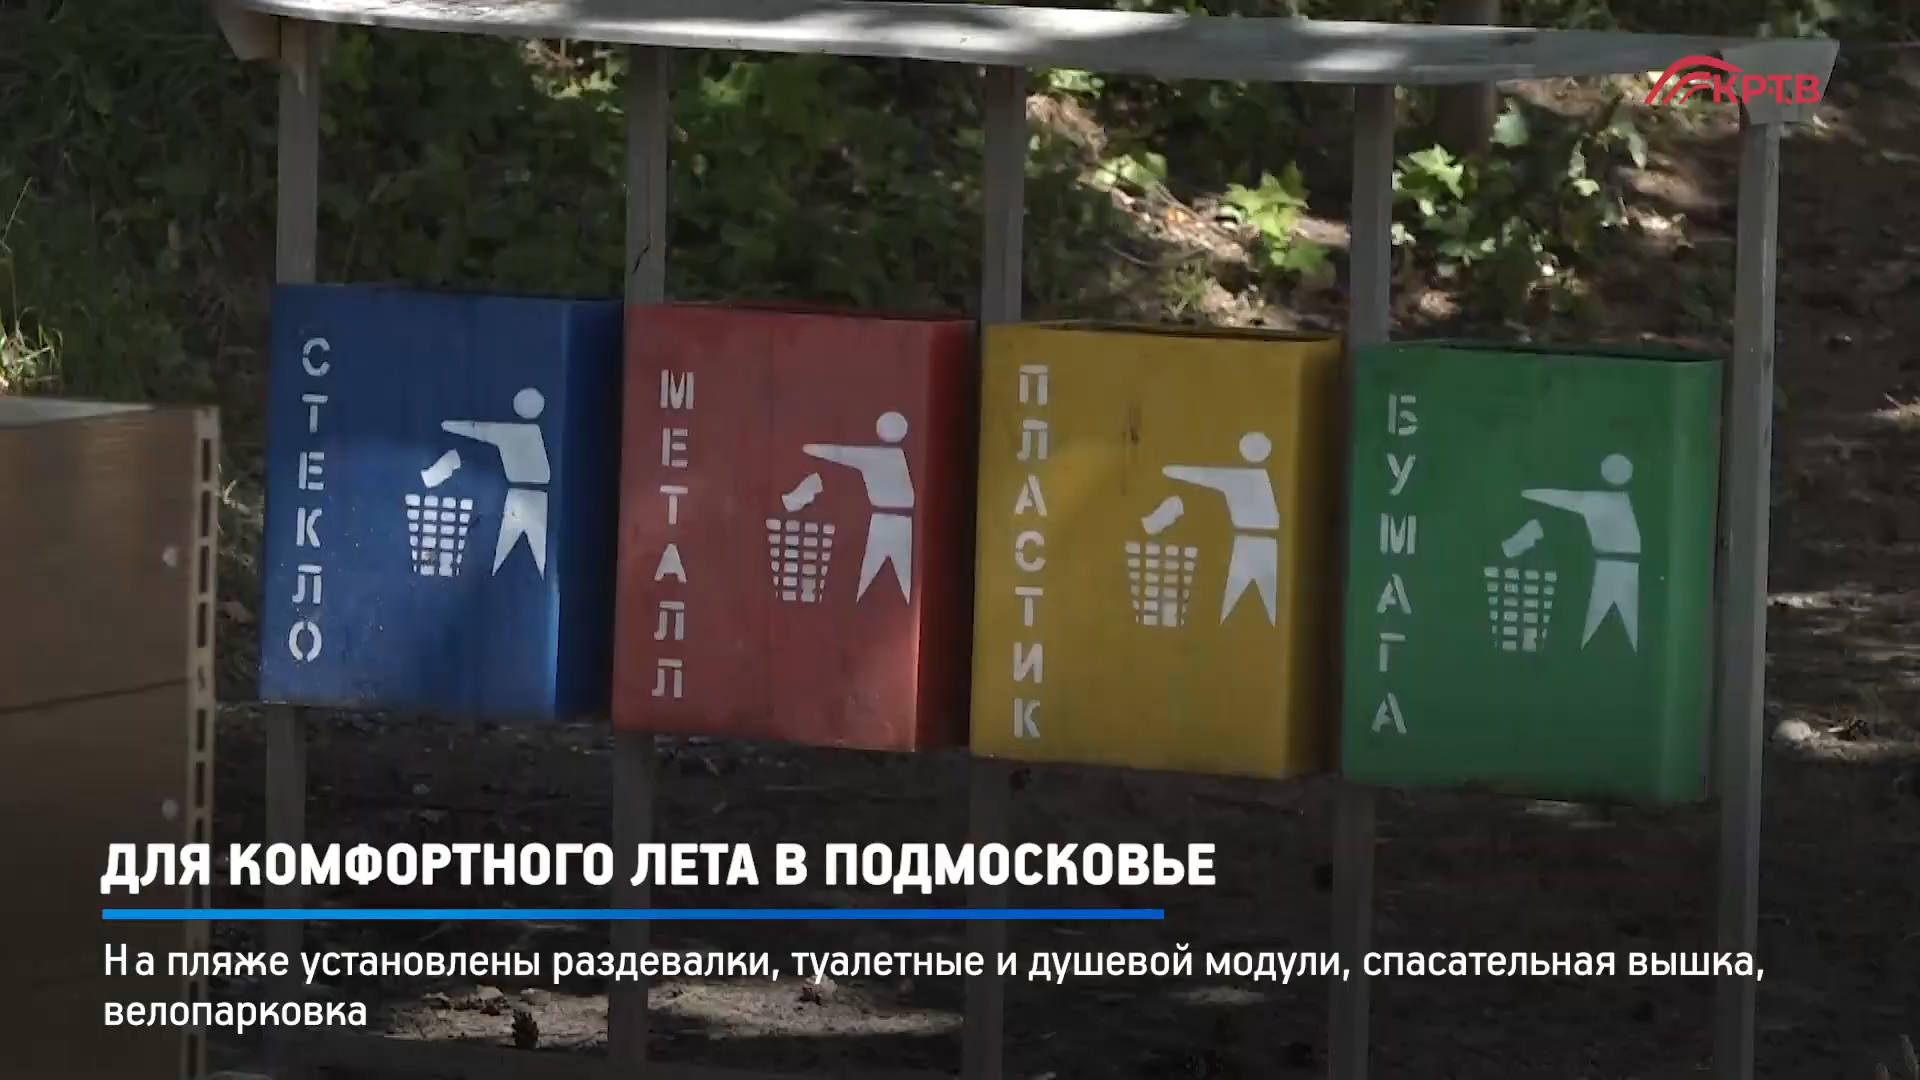 КРТВ
СТЕКЛО
МЕТАЛЛ
ПЛАСТИК
БУМАГА
ДЛЯ КОМФОРТНОГО ЛЕТА В ПОДМОСКОВЬЕ
На пляже установлены раздевалки, туалетные и душевой модули, спасательная вышка,
велопарковка